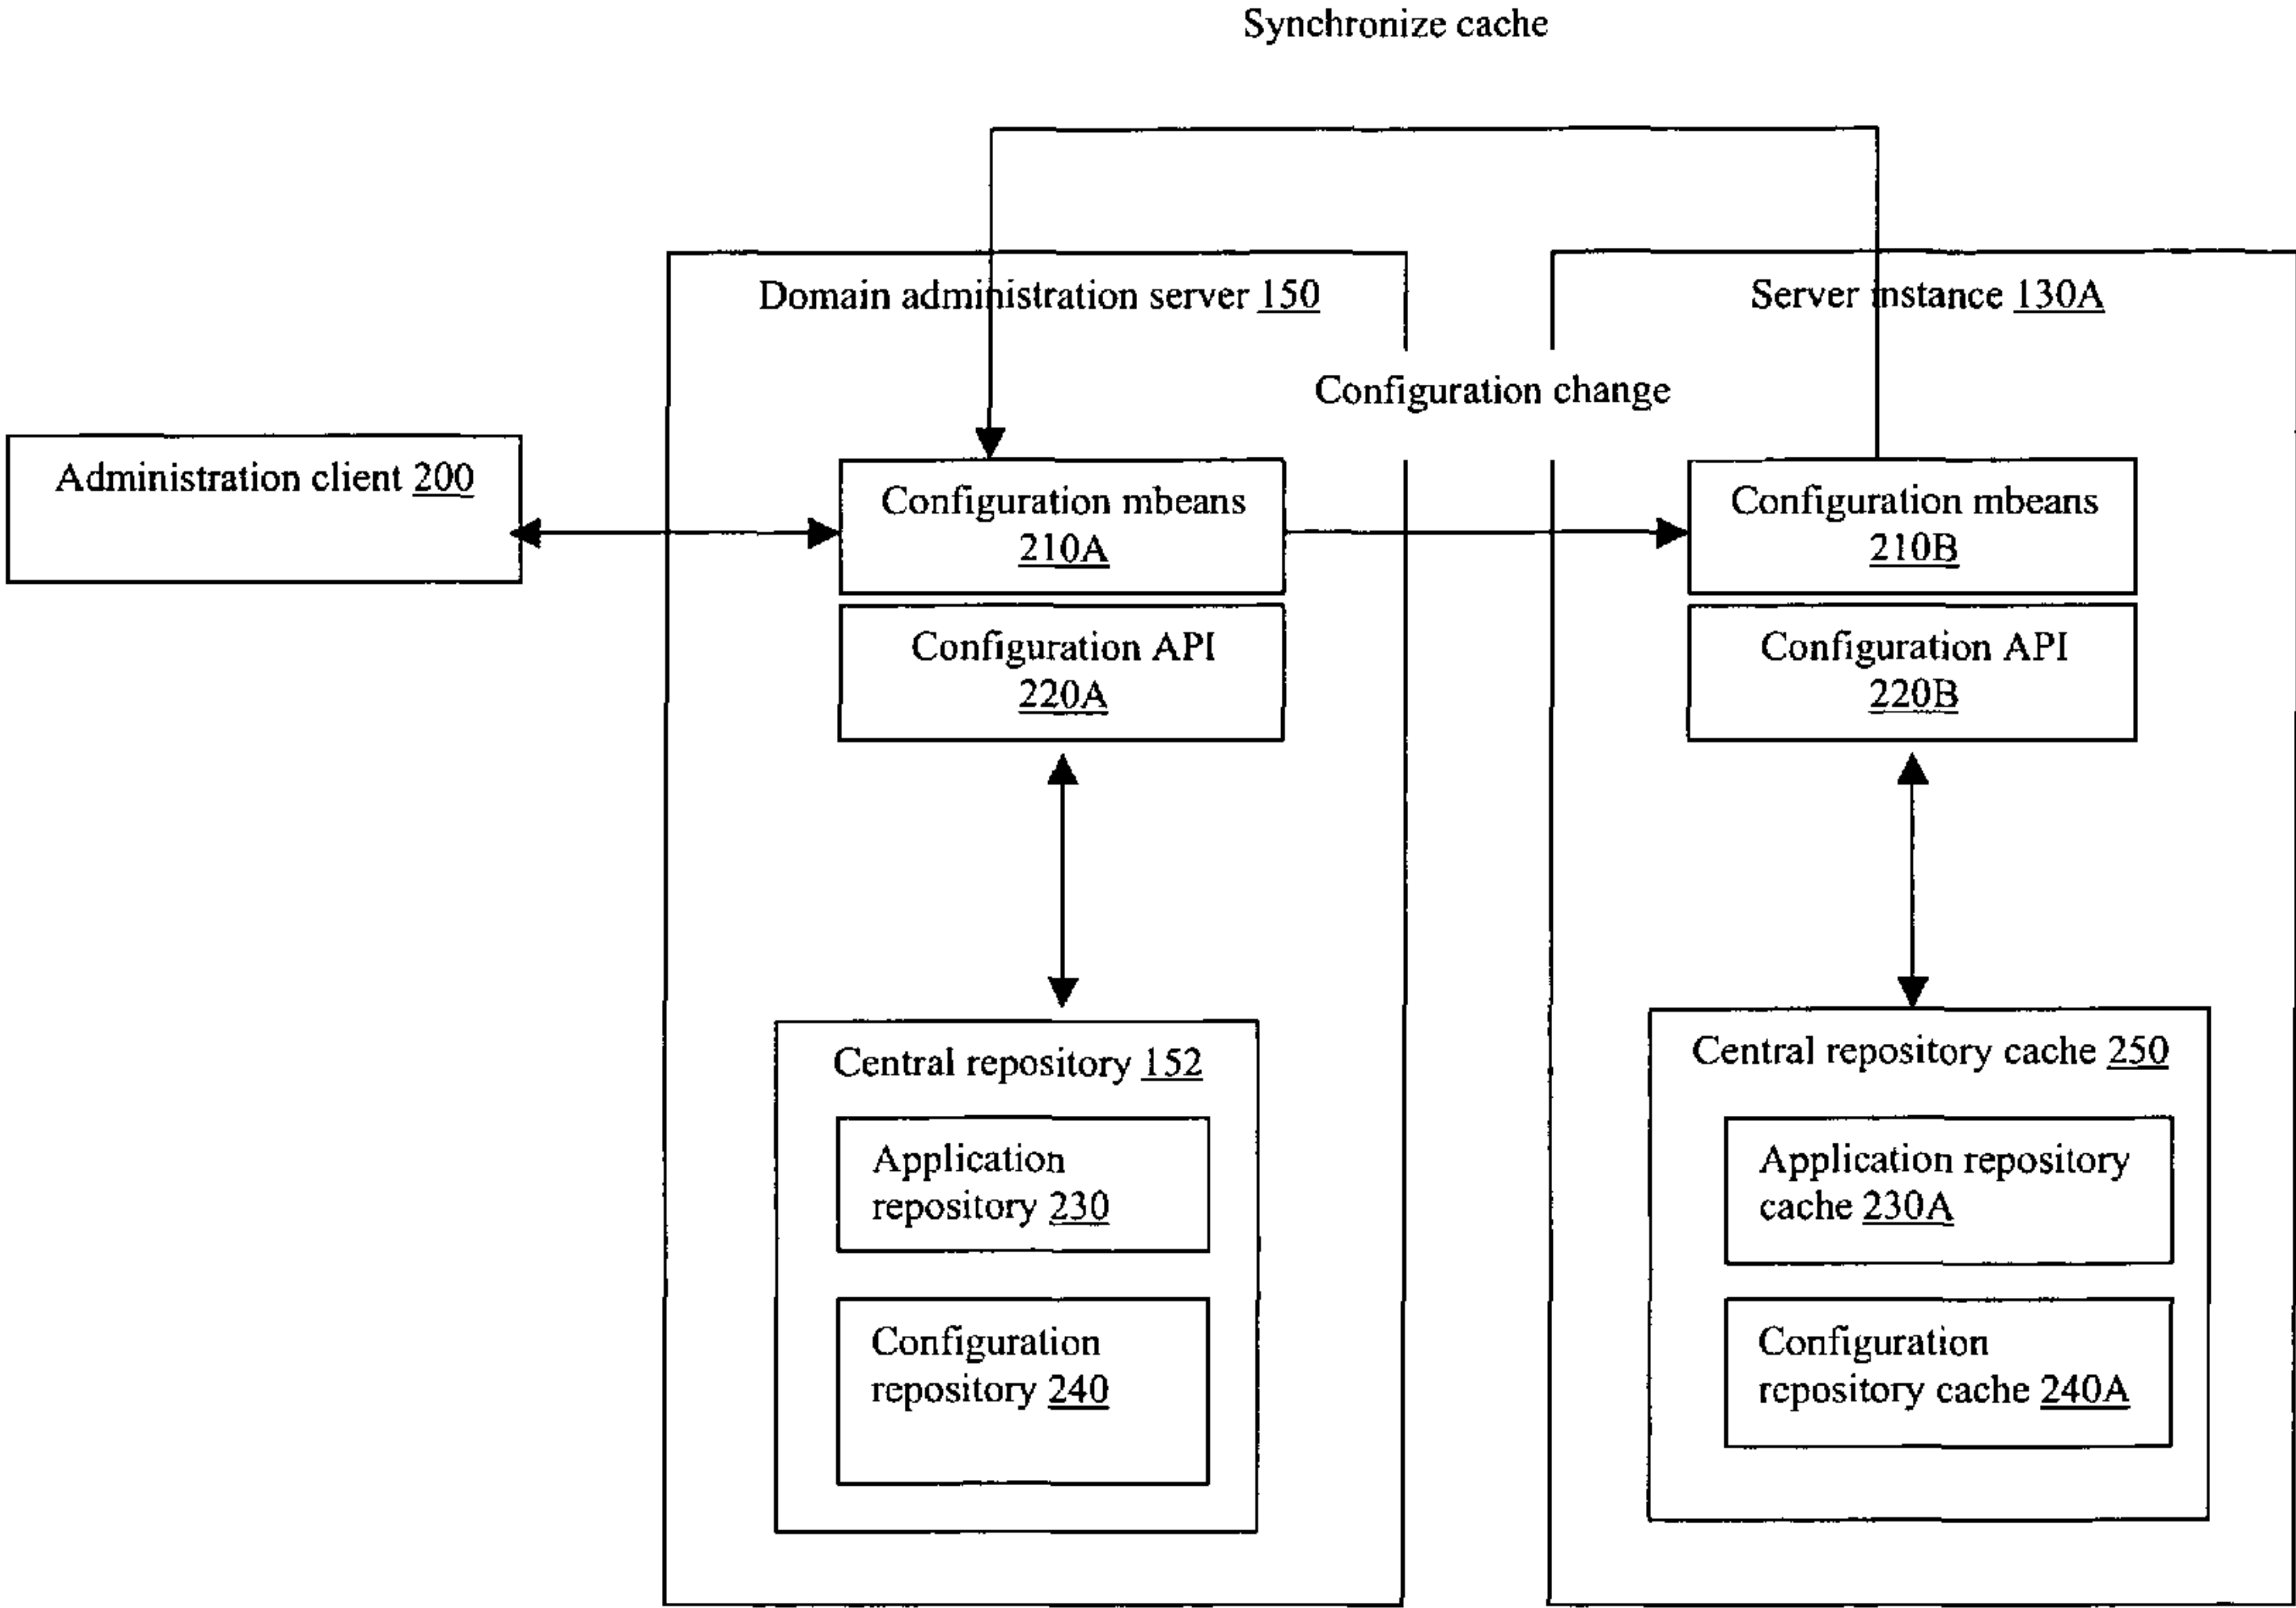 Synchronize cache
Domain administration server 150
Server instance 130A
Configuration change
Administration client 200
Configuration mbeans
210A
Configuration mbeans
210B
Configuration API
220A
Configuration API
220B
Central repository 152
Application
repository 230
Configuration
repository 240
Central repository cache 250
Application repository
cache 230A
Configuration
repository cache 240A